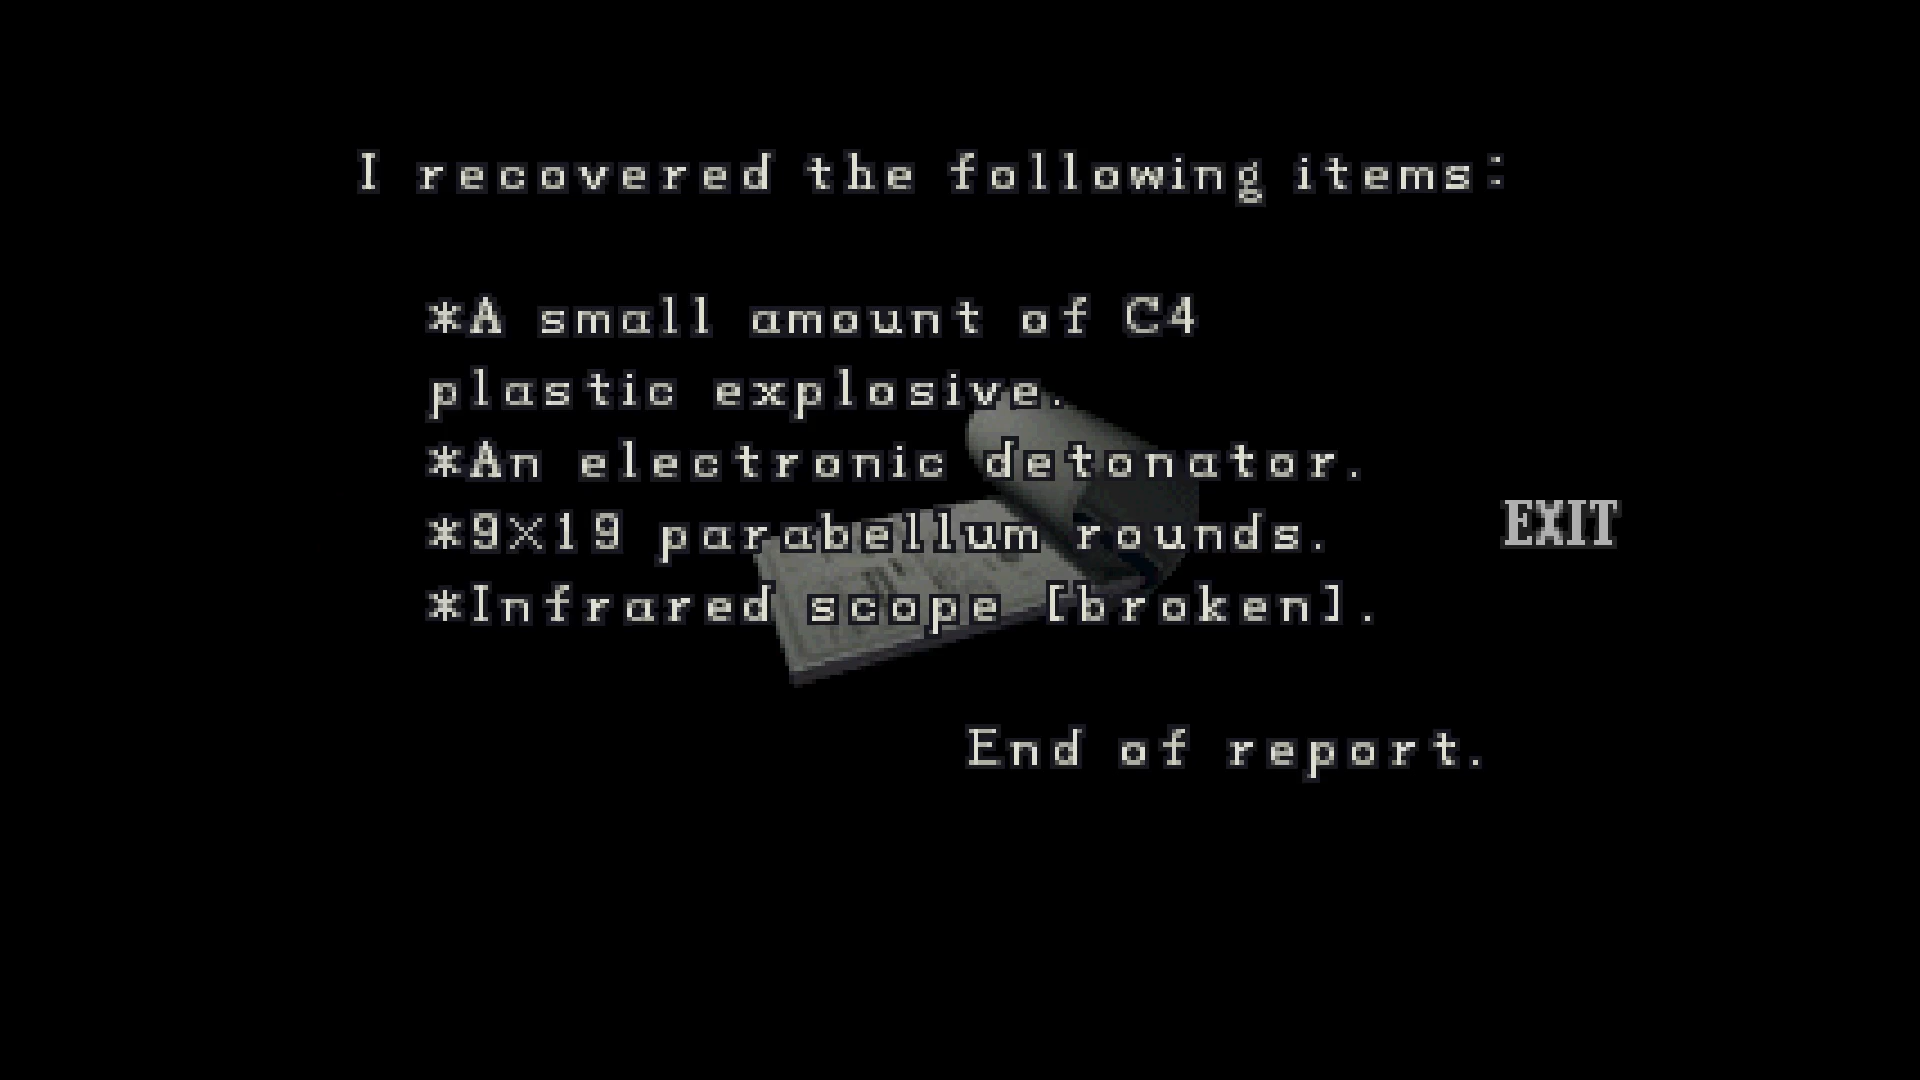 I recovered the following items:
*A small amount of C4
plastic explosive.
*An electronic detonator.
*9×19 parabellum rounds.
EXIT
*Infrared scope [broken].
End of report.